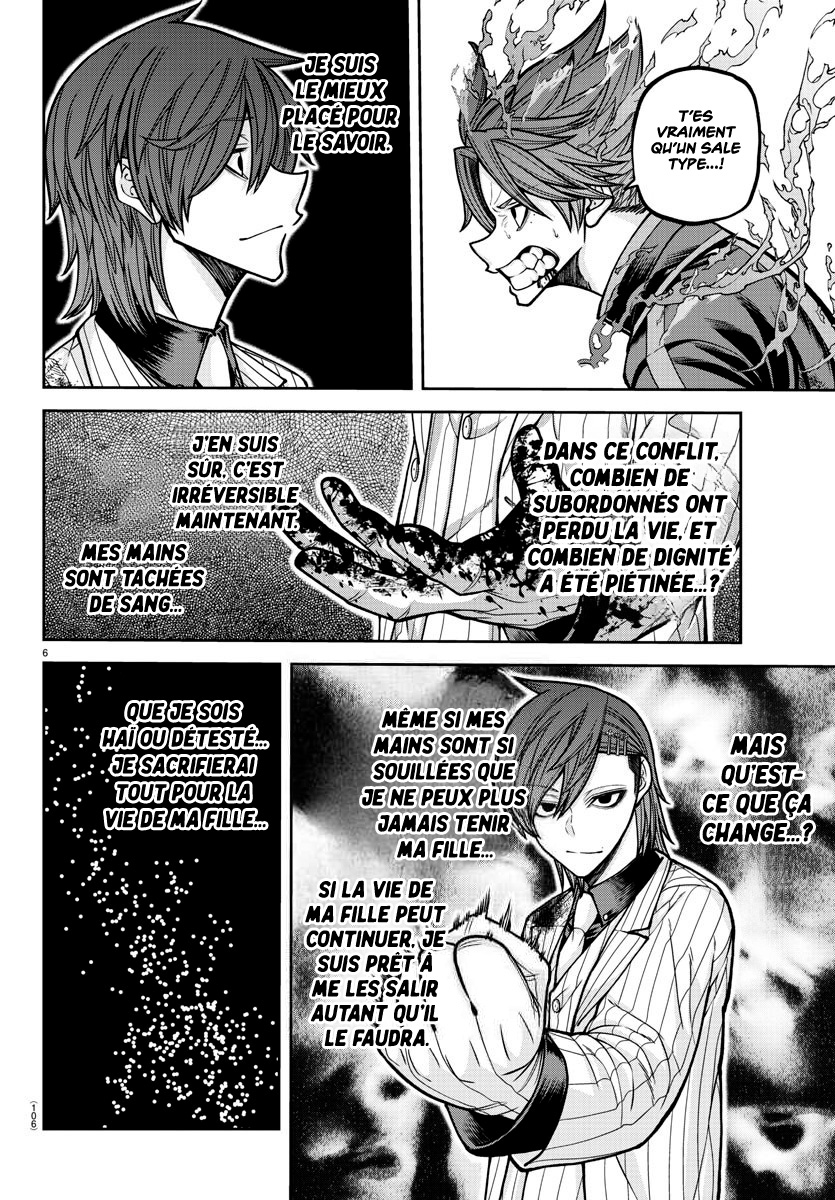 T'ES
VRAIMENT
QU'UN SALE
TYPE...!
JE SUIS
LE MIEUX
PLACÉ POUR
LE SAVOIR.
DANS CE CONFLIT,
COMBIEN DE
SUBORDONNÉS ONT
PERDU LA VIE, ET
COMBIEN DE DIGNITÉ
A ÉTÉ PIÉTINÉE...?
J'EN SUIS
SÛR, C'EST
IRRÉVERSIBLE
MAINTENANT.
MES MAINS
SONT TACHÉES
DE SANG...
6
MAIS
QU'EST-
CE QUE ÇA
CHANGE...?
MÊME SI MES
MAINS SONT SI
SOUILLÉES QUE
JE NE PEUX PLUS
JAMAIS TENIR
MA FILLE...
SI LA VIE DE
MA FILLE PEUT
CONTINUER, JE
SUIS PRÊT À
ME LES SALIR
AUTANT QU'IL
LE FAUDRA.
QUE JE SOIS
HAÏ OU DÉTESTÉ...
JE SACRIFIERAI
TOUT POUR LA
VIE DE MA FILLE...
(106)